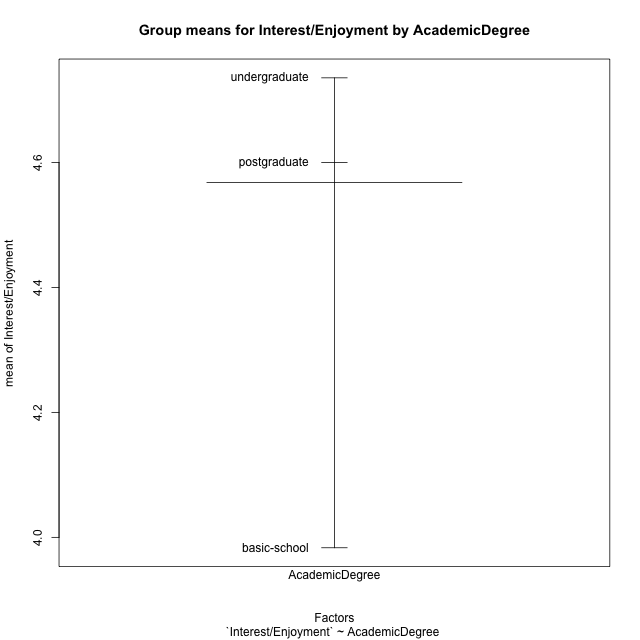 Group means for Interest/Enjoyment by AcademicDegree
undergraduate
postgraduate
basic-school
mean of Interest/Enjoyment
4.6
4.4
4.2
4.0
AcademicDegree
Factors
`Interest/Enjoyment` ~ AcademicDegree